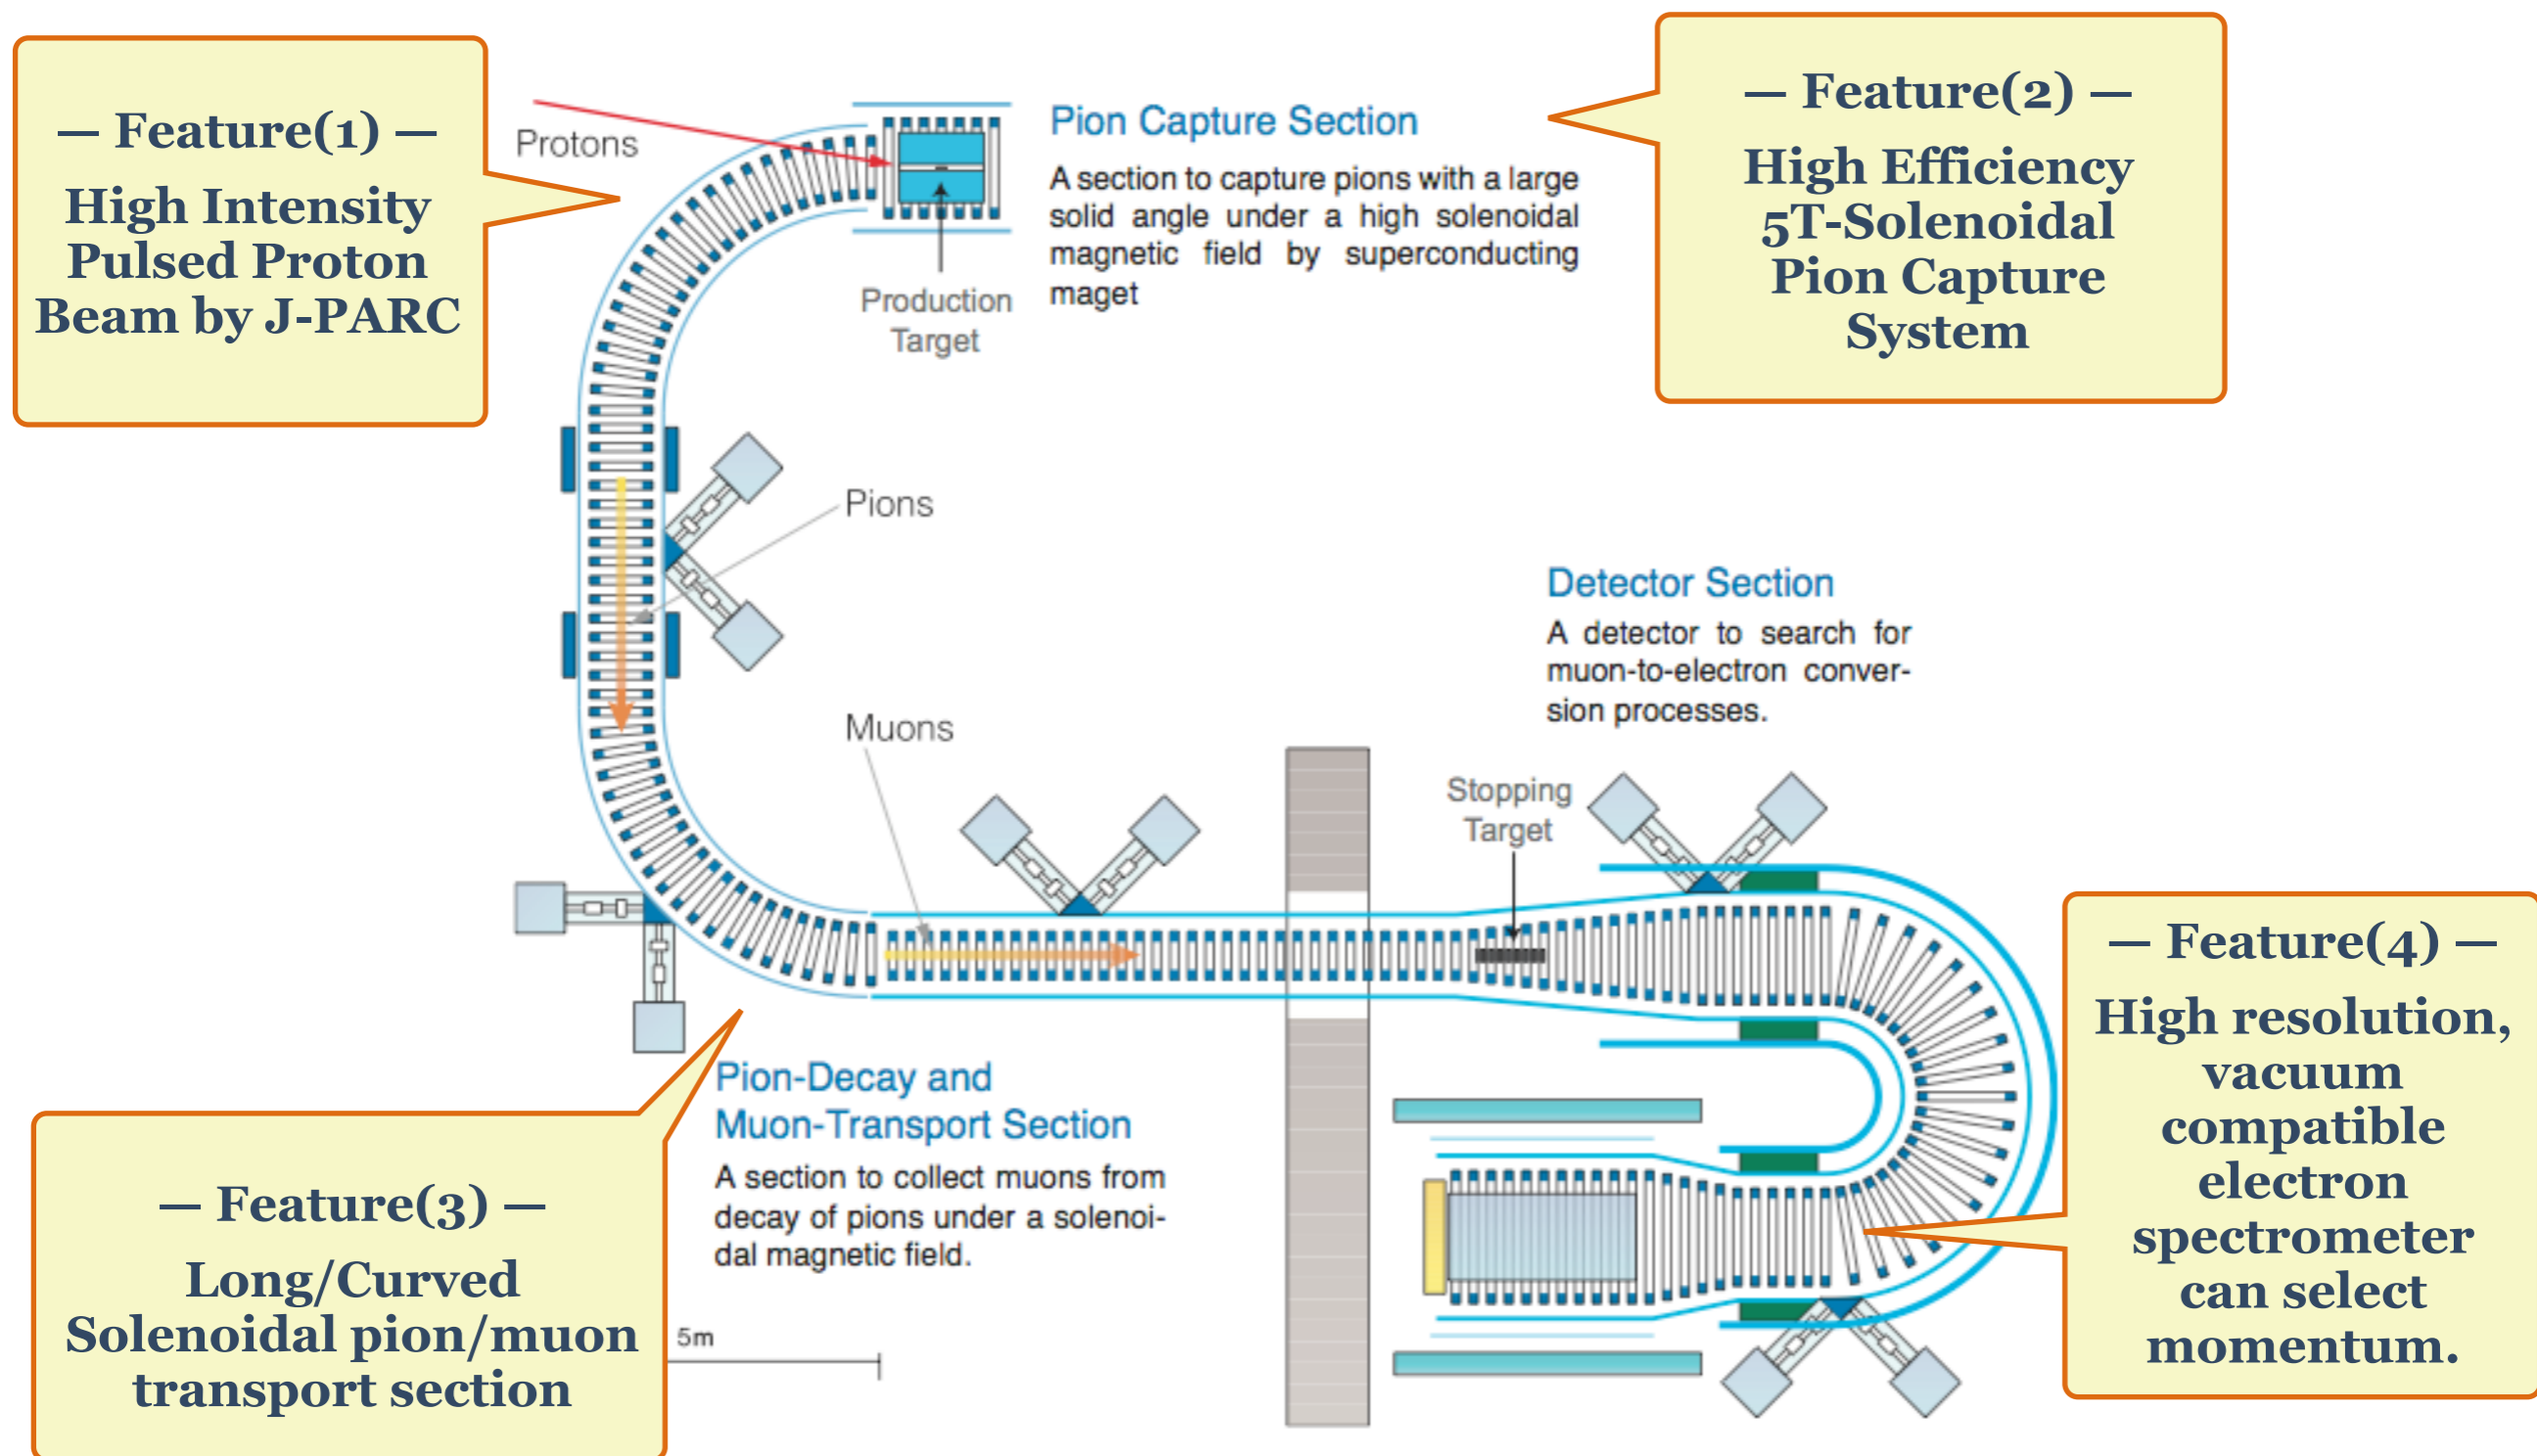 — Feature(1) —
High Intensity
Pulsed Proton
Beam by J-PARC
Protons
Production
Target
Pion Capture Section
A section to capture pions with a large
solid angle under a high solenoidal
magnetic field by superconducting
maget
— Feature(2) —
High Efficiency
5T-Solenoidal
Pion Capture
System
Pions
Muons
Detector Section
A detector to search for
muon-to-electron conver-
sion processes.
Stopping
Target
— Feature(3) —
Long/Curved
Solenoidal pion/muon
transport section
Pion-Decay and
Muon-Transport Section
A section to collect muons from
decay of pions under a solenoi-
dal magnetic field.
5m
— Feature(4) —
High resolution,
vacuum
compatible
electron
spectrometer
can select
momentum.